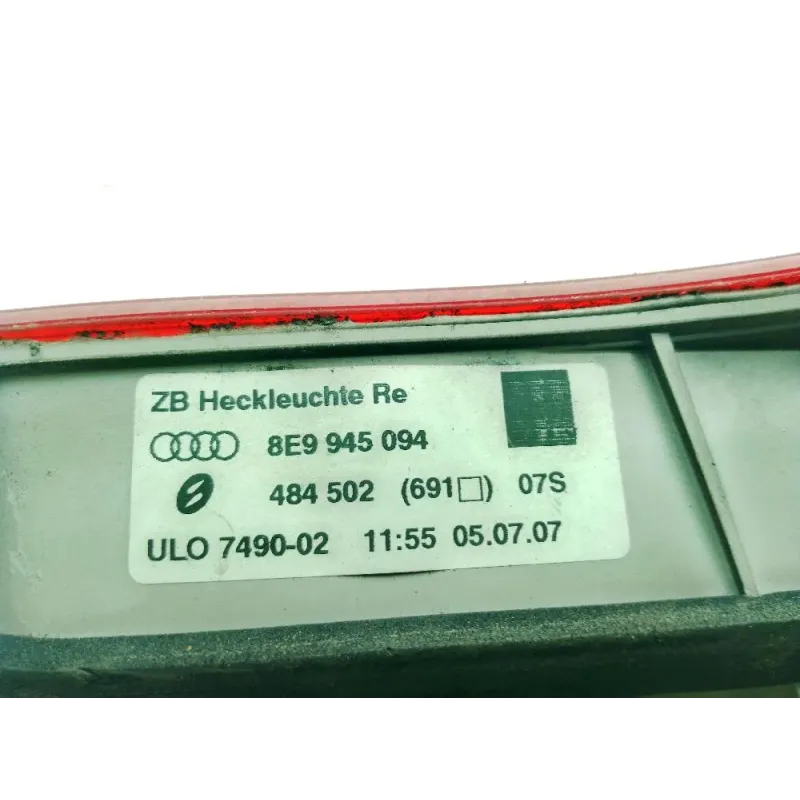 ZB Heckleuchte Re
8E9 945 094
484 502 (691□) 07S
ULO 7490-02 11:55 05.07.07